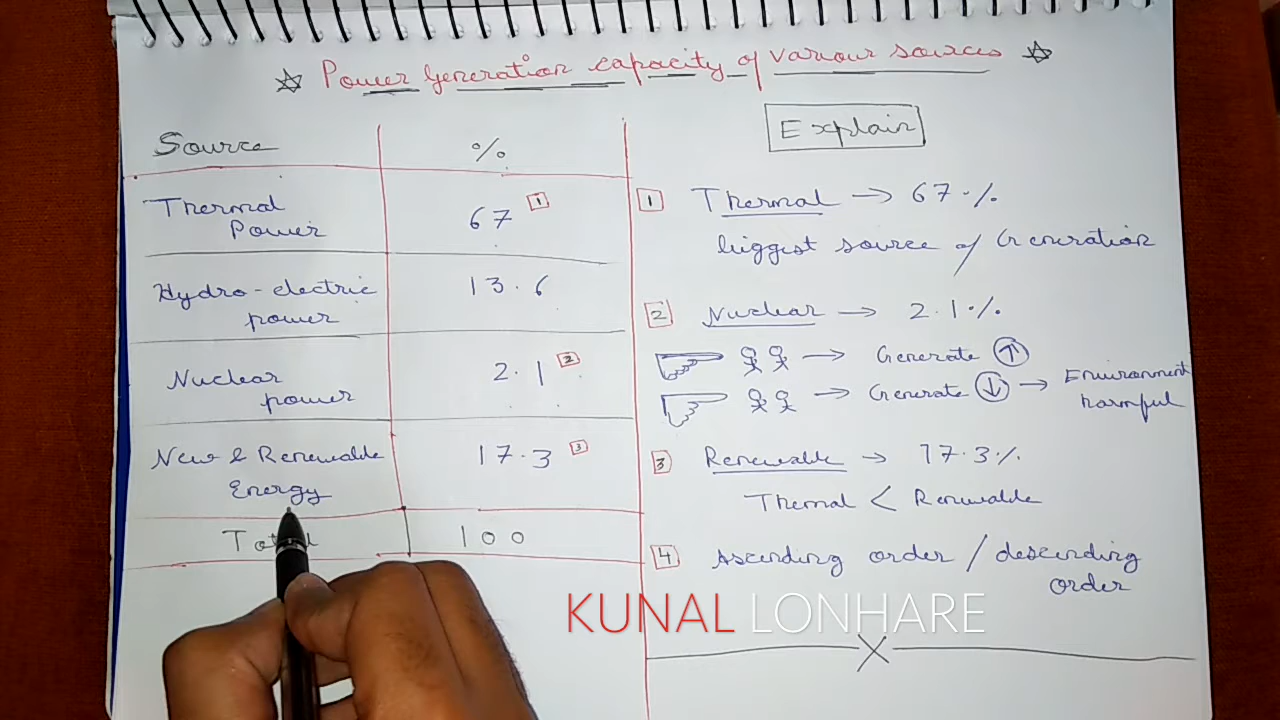 Power Generation capacity of various sources
Source %
Thermal
Power
67 1
Hydro-electric
power
13.6
Nuclear
power
2.1 2
New & Renewable
Energy
17.3 3
Total 100
Explain
1 Thermal → 67%
biggest source of Generation
2 Nuclear → 2.1%
→ Generate ↑
→ Generate ↓ → Environment
harmful
3 Renewable → 17.3%
Thermal < Renewable
4 Ascending order / descending
order
KUNAL LONHARE